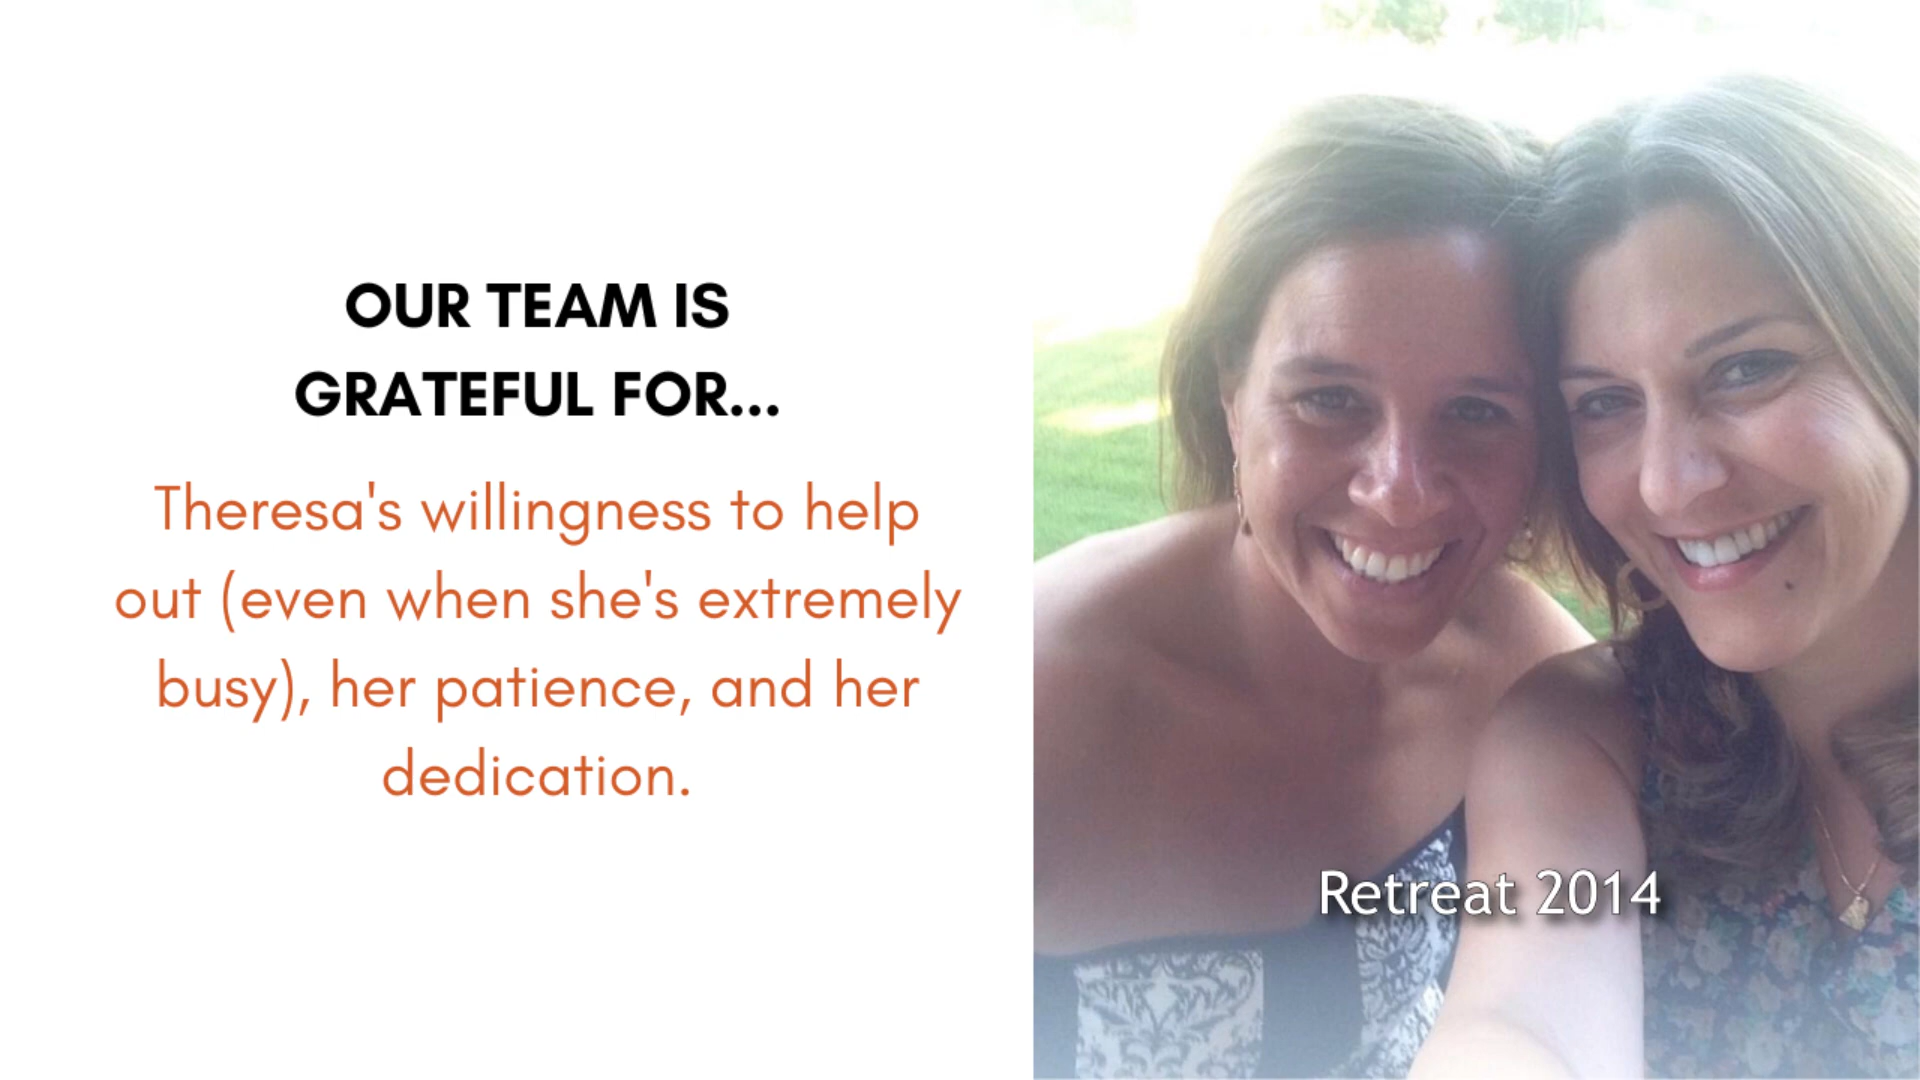 OUR TEAM IS
GRATEFUL FOR...
Theresa's willingness to help
out (even when she's extremely
busy), her patience, and her
dedication.
Retreat 2014